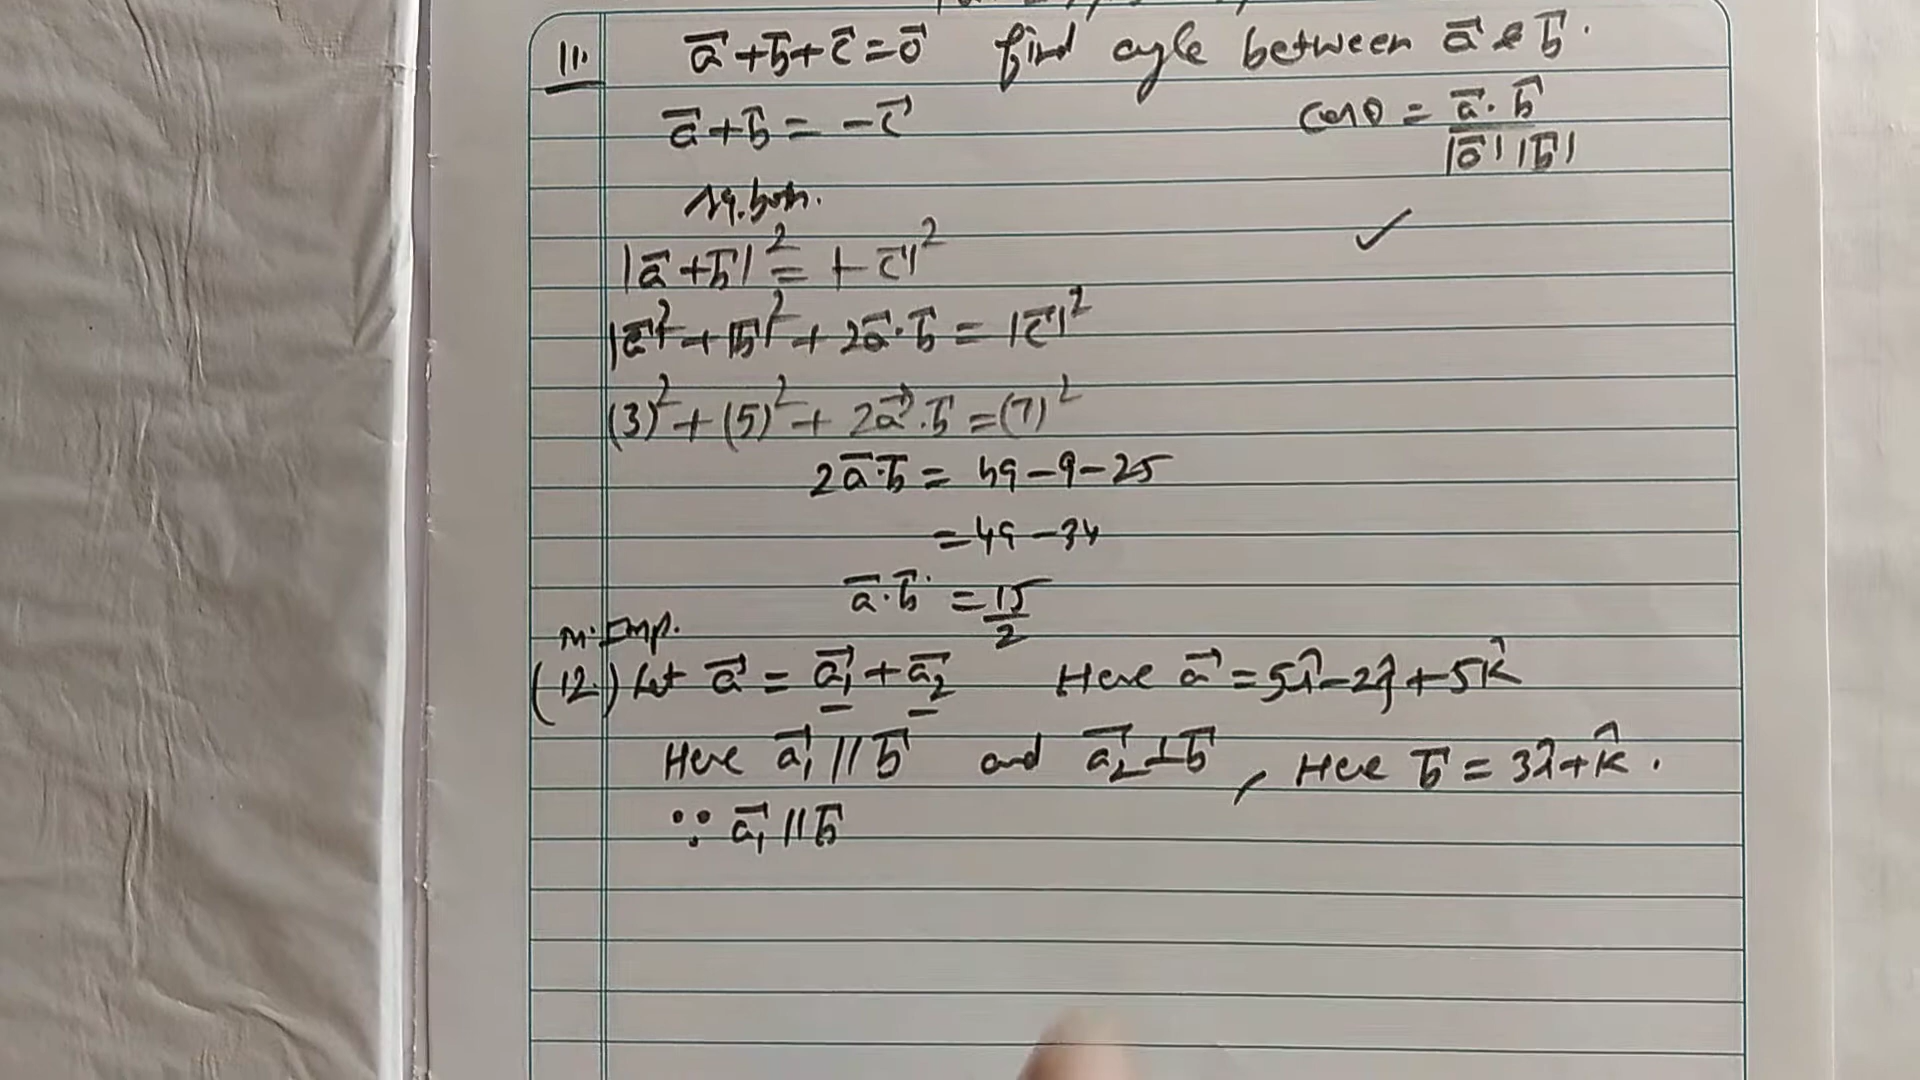 11. a⃗ + b⃗ + c⃗ = 0⃗ find angle between a⃗ & b⃗.
a⃗ + b⃗ = -c⃗
cosθ = a⃗ . b⃗ / |a⃗| |b⃗|
sq. both.
|a⃗ + b⃗|² = |-c⃗|²
|a⃗|² + |b⃗|² + 2a⃗.b⃗ = |c⃗|²
(3)² + (5)² + 2a⃗.b⃗ = (7)²
2a⃗.b⃗ = 49 - 9 - 25
= 49 - 34
a⃗.b⃗ = 15/2
m. Imp.
(12.) Let a⃗ = a⃗₁ + a⃗₂ Here a⃗ = 5î - 2ĵ + 5k̂
Here a⃗₁ // b⃗ and a⃗₂ ⊥ b⃗, Here b⃗ = 3î + k̂.
∵ a⃗₁ // b⃗